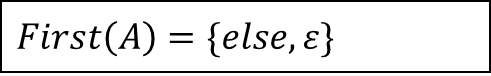 First(A) = {else, ε}